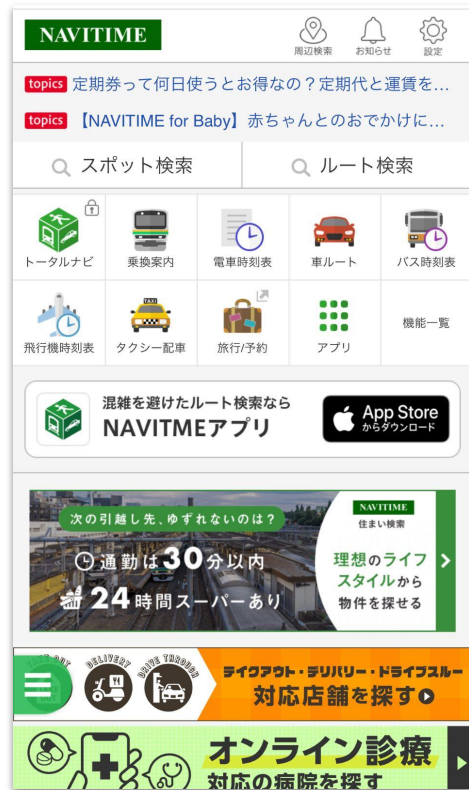 NAVITIME
周辺検索 お知らせ 設定
topics 定期券って何日使うとお得なの？定期代と運賃を…
topics 【NAVITIME for Baby】赤ちゃんとのおでかけに…
スポット検索 ルート検索
トータルナビ 乗換案内 電車時刻表 車ルート バス時刻表
TAXI
飛行機時刻表 タクシー配車 旅行/予約 アプリ 機能一覧
混雑を避けたルート検索なら
NAVITMEアプリ
App Store
からダウンロード
次の引越し先、ゆずれないのは？
通勤は30分以内
24時間スーパーあり
NAVITIME
住まい検索
理想のライフ
スタイルから
物件を探せる
DELIVERY
DRIVE THROUGH
テイクアウト・デリバリー・ドライブスルー
対応店舗を探す
オンライン診療
対応の病院を探す